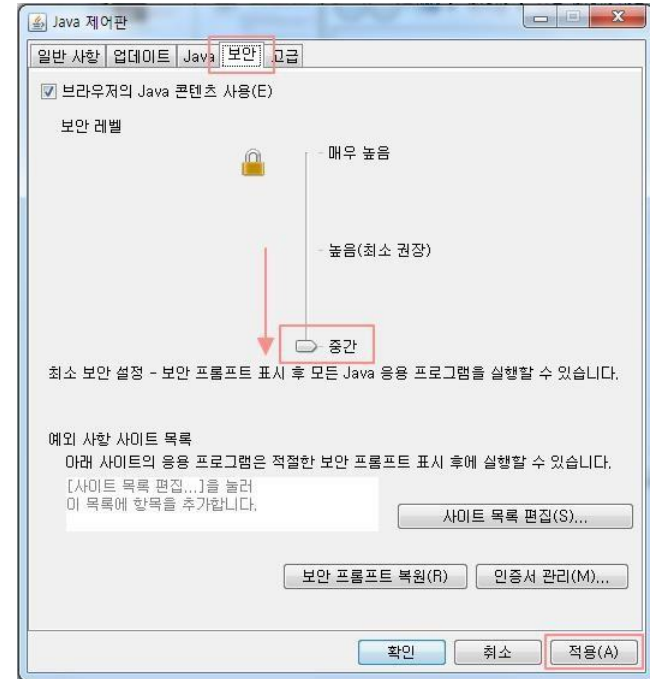 Java 제어판
일반 사항 업데이트 Java 보안 고급
브라우저의 Java 콘텐츠 사용(E)
보안 레벨
매우 높음
높음(최소 권장)
중간
최소 보안 설정 - 보안 프롬프트 표시 후 모든 Java 응용 프로그램을 실행할 수 있습니다.
예외 사항 사이트 목록
아래 사이트의 응용 프로그램은 적절한 보안 프롬프트 표시 후에 실행할 수 있습니다.
[사이트 목록 편집...]을 눌러
이 목록에 항목을 추가합니다.
사이트 목록 편집(S)...
보안 프롬프트 복원(R) 인증서 관리(M)...
확인 취소 적용(A)